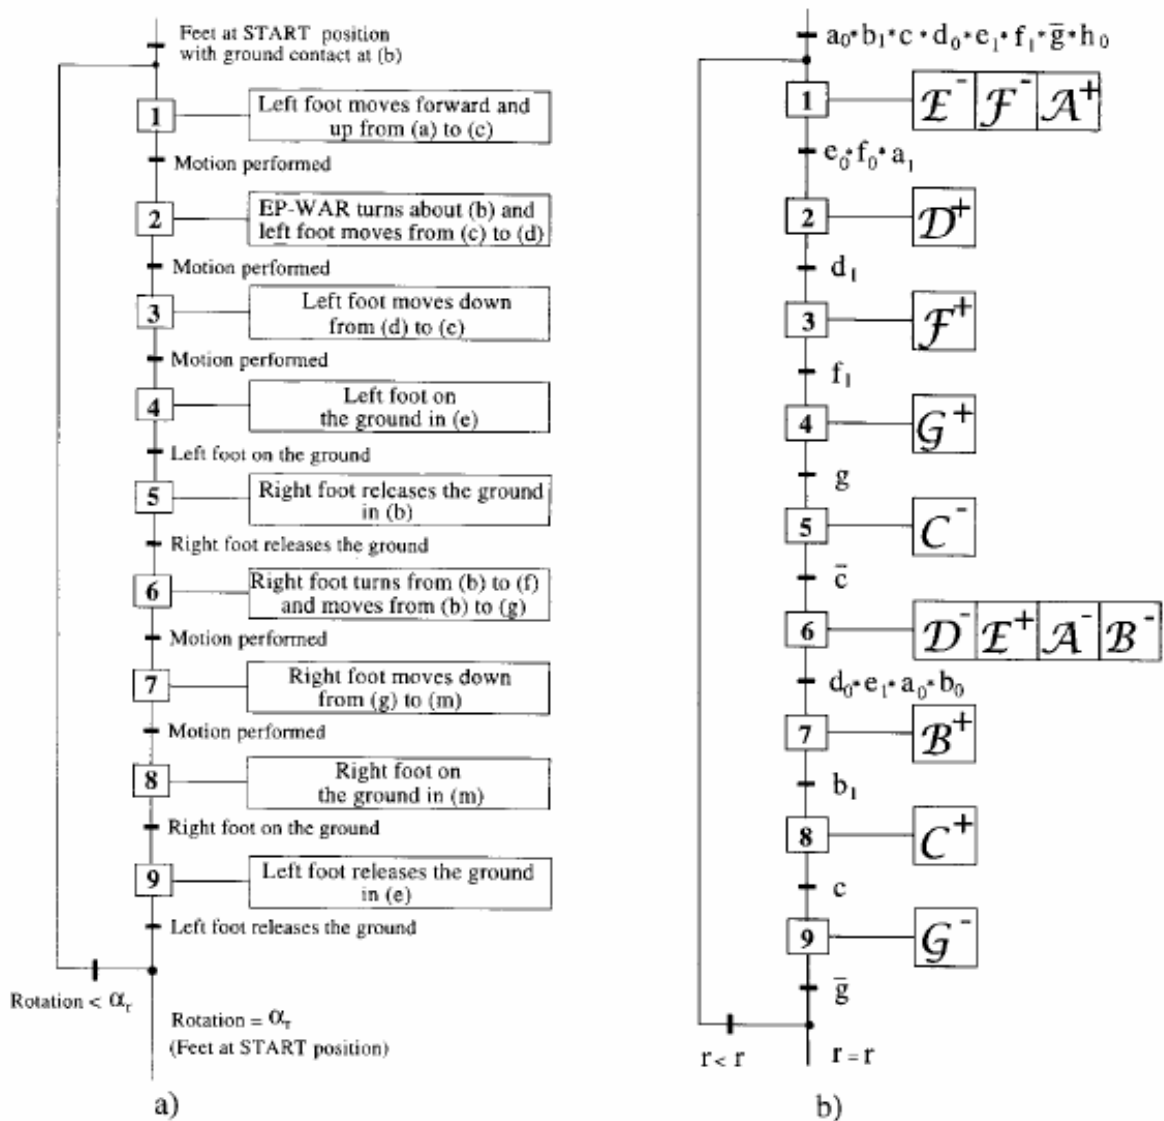 Feet at START position
with ground contact at (b)
1
Left foot moves forward and
up from (a) to (c)
Motion performed
2
EP-WAR turns about (b) and
left foot moves from (c) to (d)
Motion performed
3
Left foot moves down
from (d) to (e)
Motion performed
4
Left foot on
the ground in (e)
Left foot on the ground
5
Right foot releases the ground
in (b)
Right foot releases the ground
6
Right foot turns from (b) to (f)
and moves from (b) to (g)
Motion performed
7
Right foot moves down
from (g) to (m)
Motion performed
8
Right foot on
the ground in (m)
Right foot on the ground
9
Left foot releases the ground
in (e)
Left foot releases the ground
Rotation < αᵣ
Rotation = αᵣ
(Feet at START position)
a)
a₀*b₁*c*d₀*e₁*f₁*g̅*h₀
1
E⁻ F⁻ A⁺
e₀*f₀*a₁
2
D⁺
d₁
3
F⁺
f₁
4
G⁺
g
5
C⁻
c̅
6
D⁻ E⁺ A⁻ B⁻
d₀*e₁*a₀*b₀
7
B⁺
b₁
8
C⁺
c
9
G⁻
g̅
r < r
r = r
b)